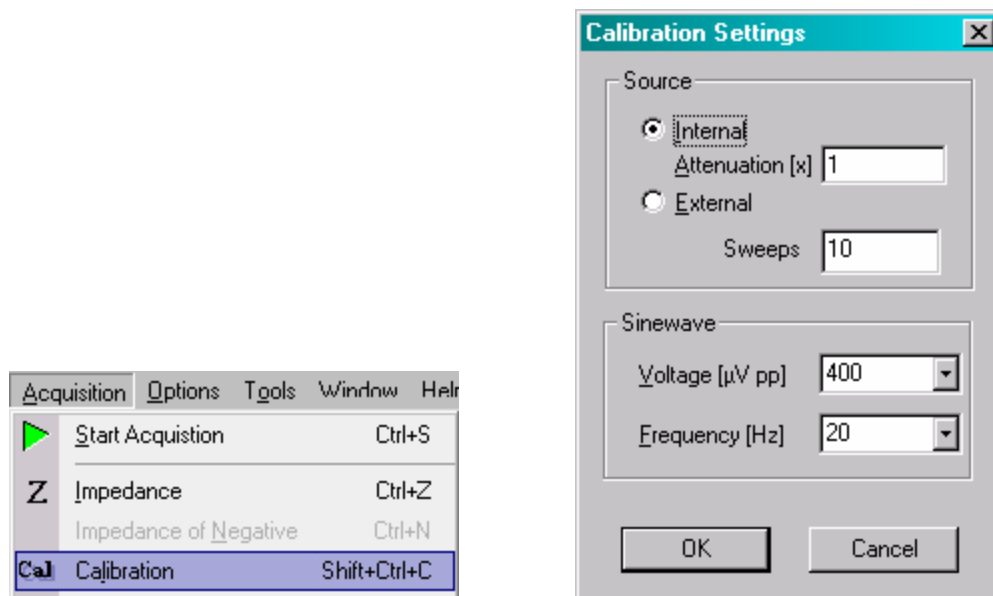 Acquisition Options Tools Window Help
Start Acquistion Ctrl+S
Z Impedance Ctrl+Z
Impedance of Negative Ctrl+N
Cal Calibration Shift+Ctrl+C
Calibration Settings
Source
Internal
Attenuation [x] 1
External
Sweeps 10
Sinewave
Voltage [µV pp] 400
Frequency [Hz] 20
OK Cancel